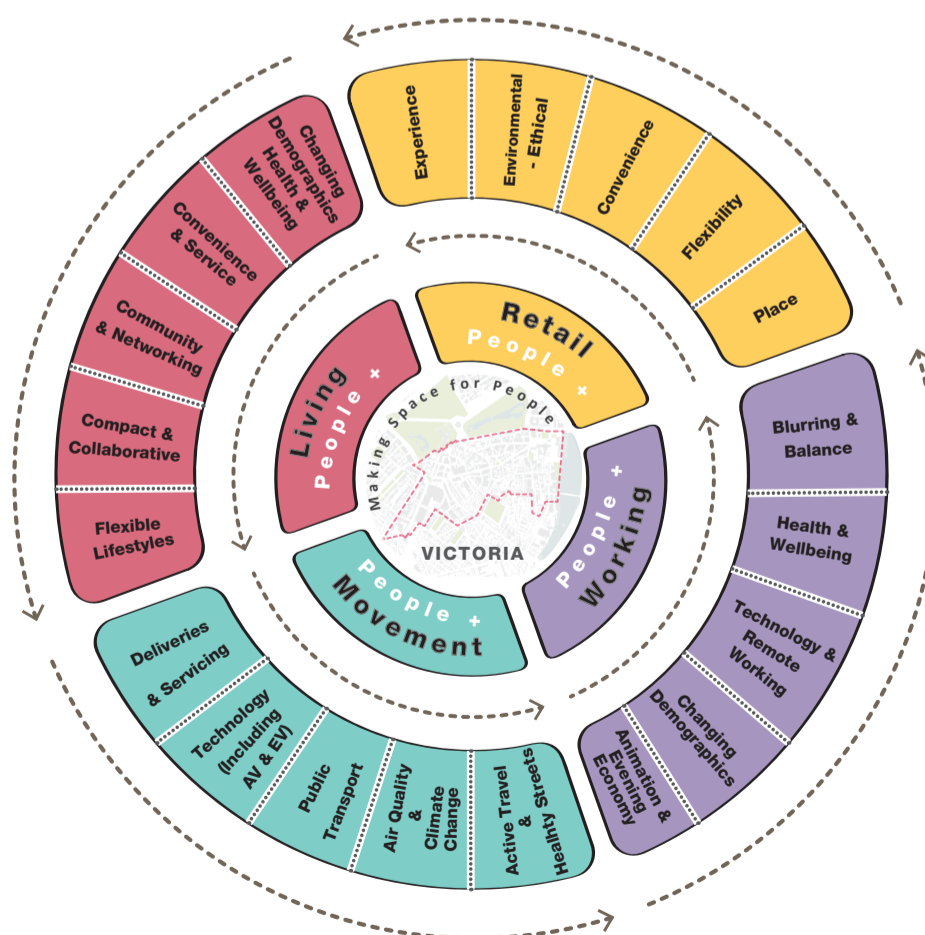 Experience
Environmental
- Ethical
Convenience
Flexibility
Place
Blurring &
Balance
Health &
Wellbeing
Technology &
Remote
Working
Changing
Demographics
Animation &
Evening
Economy
Active Travel
&
Healhty Streets
Air Quality
&
Climate
Change
Public
Transport
Technology
(Including
AV & EV)
Deliveries
& Servicing
Flexible
Lifestyles
Compact &
Collaborative
Community
& Networking
Convenience
& Service
Changing
Demographics
Health &
Wellbeing
Retail
People +
People +
Working
People +
Movement
Living
People +
Making Space for People
VICTORIA